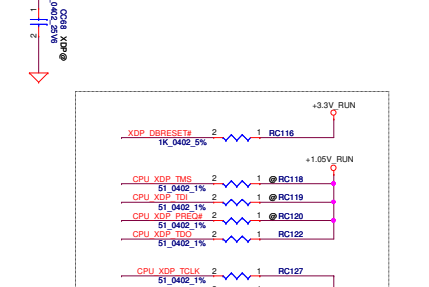 1
2
CC68 XDP@
0402_25V6
+3.3V_RUN
XDP_DBRESET# 2 1 RC116
1K_0402_5%
+1.05V_RUN
CPU_XDP_TMS 2 1 @ RC118
51_0402_1%
CPU_XDP_TDI 2 1 @ RC119
51_0402_1%
CPU_XDP_PREQ# 2 1 @ RC120
51_0402_1%
CPU_XDP_TDO 2 1 RC122
51_0402_1%
CPU_XDP_TCLK 2 1 RC127
51_0402_1%